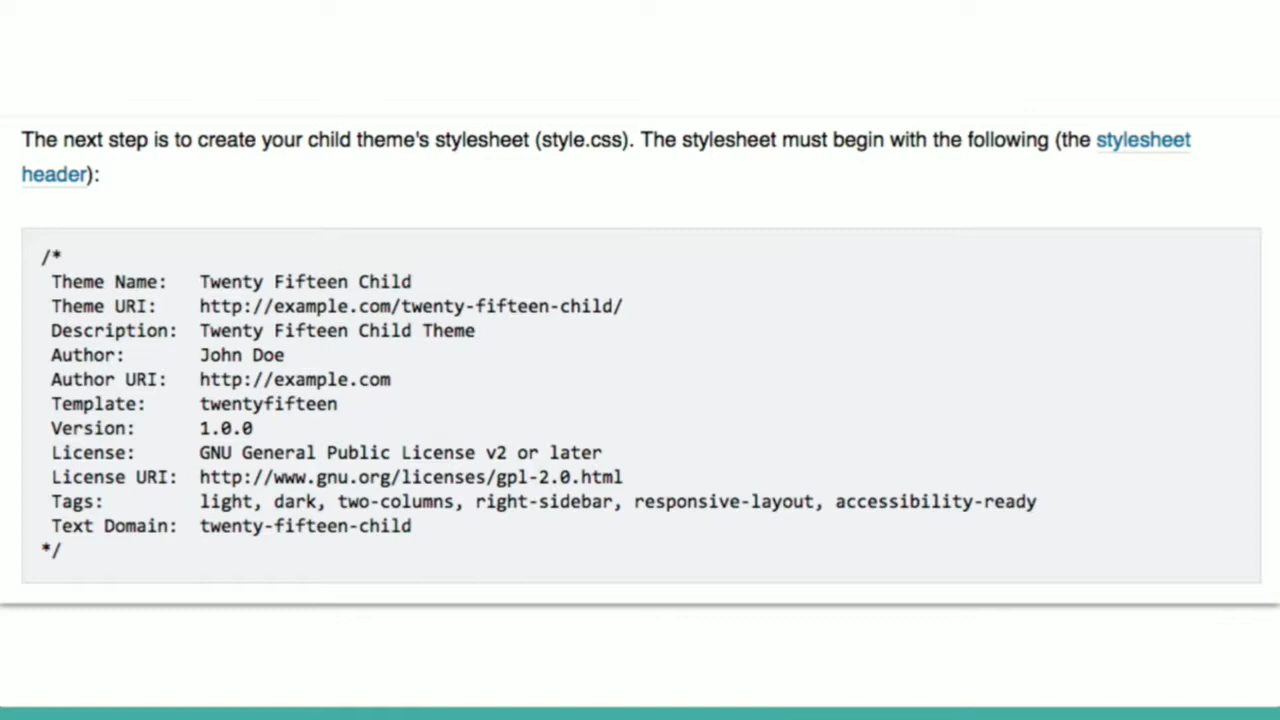 The next step is to create your child theme's stylesheet (style.css). The stylesheet must begin with the following (the stylesheet
header):
/*
Theme Name: Twenty Fifteen Child
Theme URI: http://example.com/twenty-fifteen-child/
Description: Twenty Fifteen Child Theme
Author: John Doe
Author URI: http://example.com
Template: twentyfifteen
Version: 1.0.0
License: GNU General Public License v2 or later
License URI: http://www.gnu.org/licenses/gpl-2.0.html
Tags: light, dark, two-columns, right-sidebar, responsive-layout, accessibility-ready
Text Domain: twenty-fifteen-child
*/